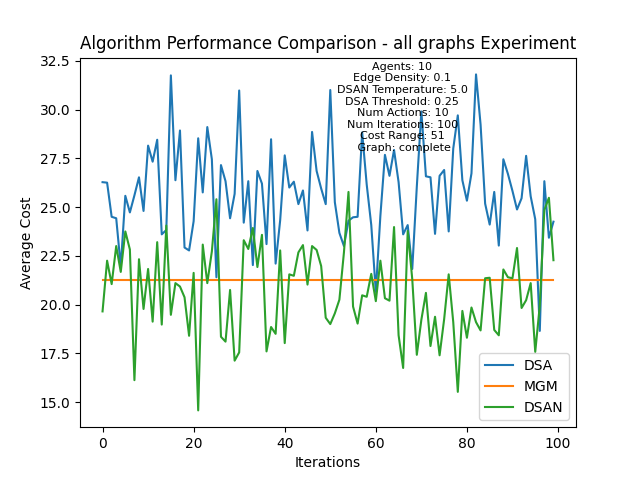 Algorithm Performance Comparison - all graphs Experiment
Agents: 10
Edge Density: 0.1
DSAN Temperature: 5.0
DSA Threshold: 0.25
Num Actions: 10
Num Iterations: 100
Cost Range: 51
Graph: complete
Average Cost
32.5
30.0
27.5
25.0
22.5
20.0
17.5
15.0
0
20
40
60
80
100
Iterations
DSA
MGM
DSAN